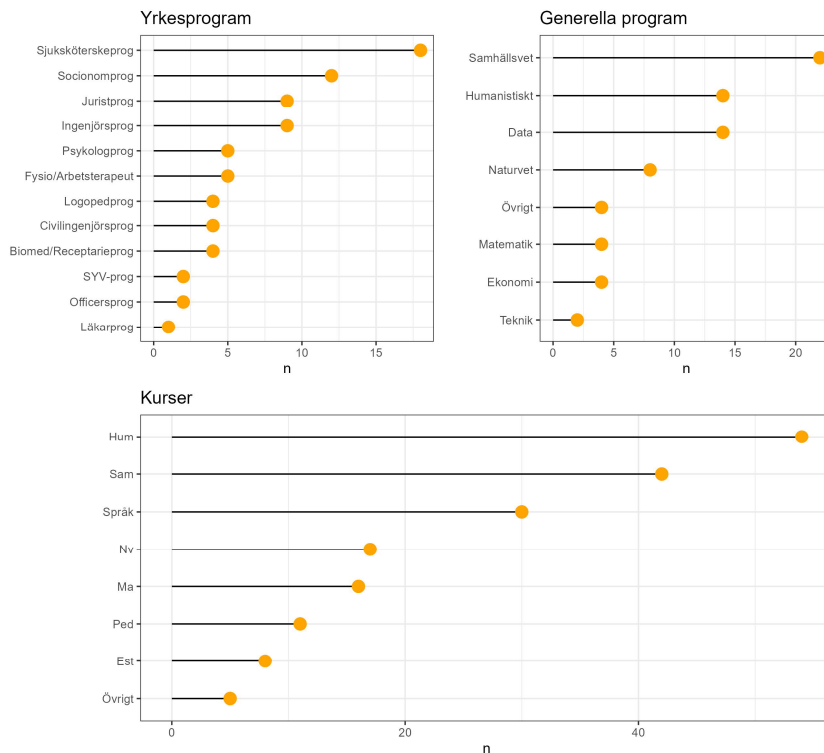 Yrkesprogram
Sjuksköterskeprog
Socionomprog
Juristprog
Ingenjörsprog
Psykologprog
Fysio/Arbetsterapeut
Logopedprog
Civilingenjörsprog
Biomed/Receptarieprog
SYV-prog
Officersprog
Läkarprog
0 5 10 15
n
Generella program
Samhällsvet
Humanistiskt
Data
Naturvet
Övrigt
Matematik
Ekonomi
Teknik
0 5 10 15 20
n
Kurser
Hum
Sam
Språk
Nv
Ma
Ped
Est
Övrigt
0 20 40
n